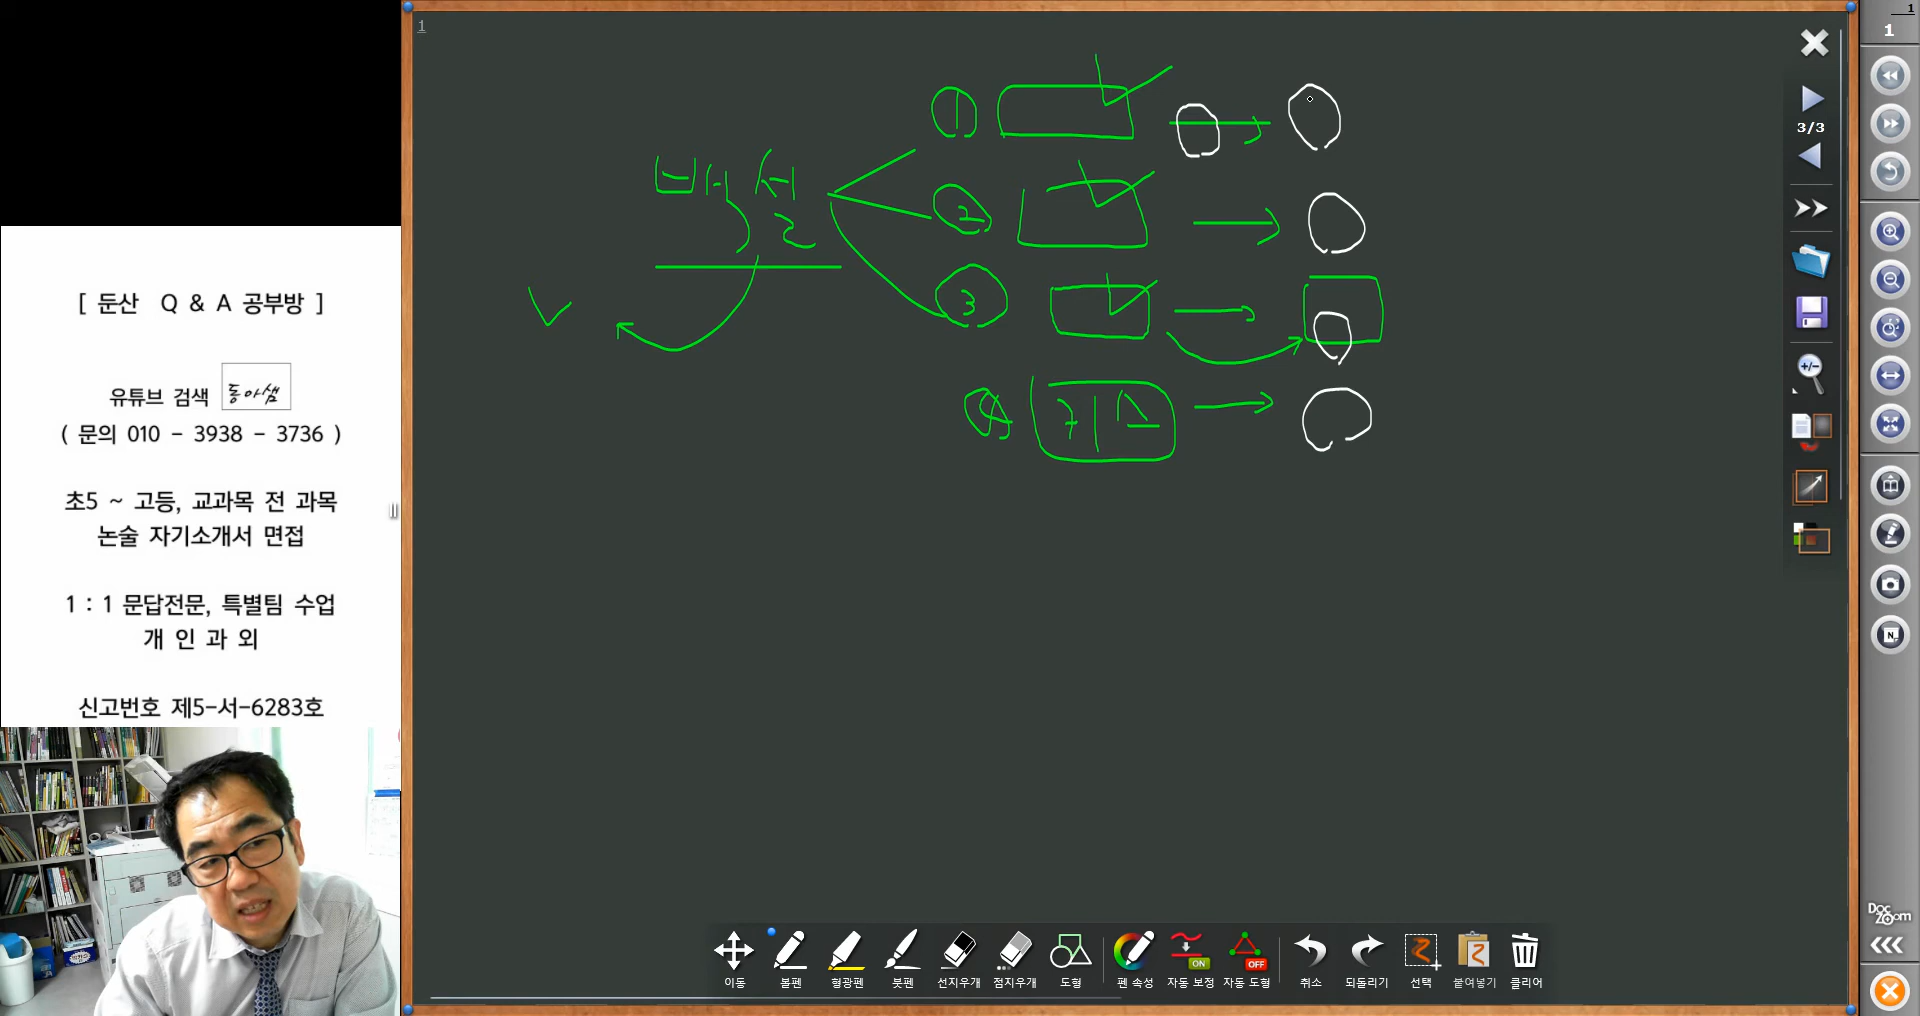 [ 둔산 Q & A 공부방 ]
유튜브 검색 동아샘
( 문의 010 - 3938 - 3736 )
초5 ~ 고등, 교과목 전 과목
논술 자기소개서 면접
1 : 1 문답전문, 특별팀 수업
개 인 과 외
신고번호 제5-서-6283호
1
①
②
③
④
1
1
3/3
Doc Zoom
이동
볼펜
형광펜
붓펜
선지우개
점지우개
도형
펜 속성
ON
자동 보정
OFF
자동 도형
취소
되돌리기
선택
붙여넣기
클리어